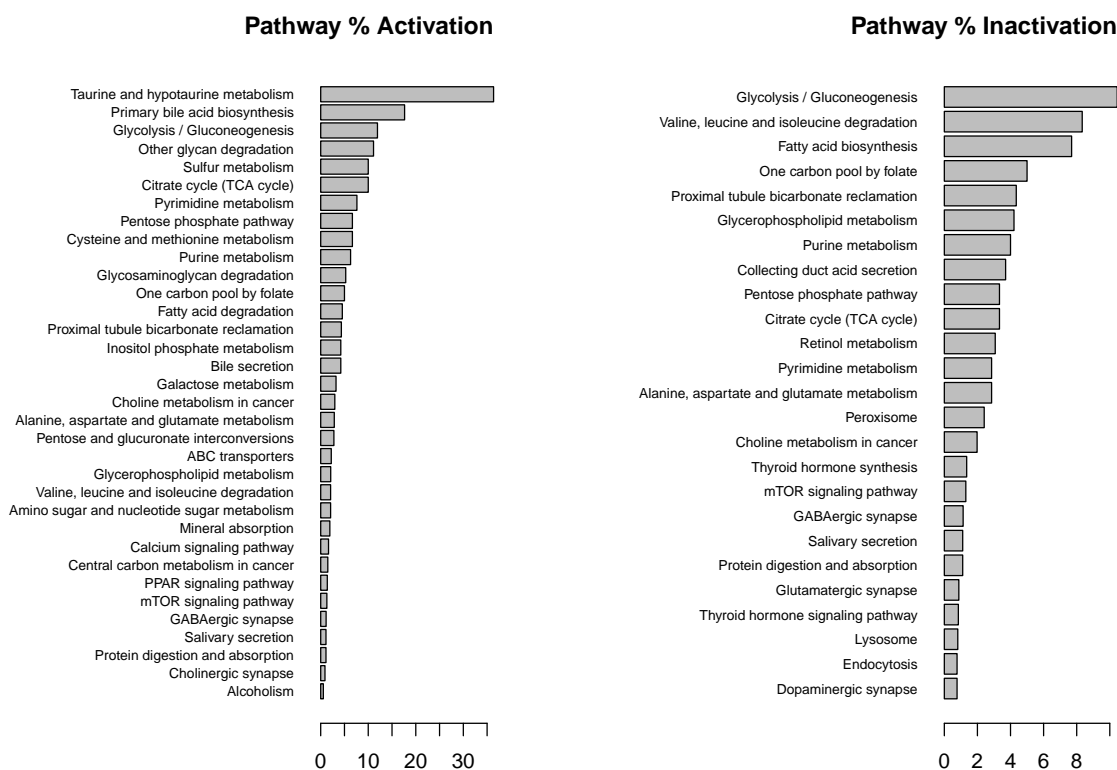 Pathway % Activation
Taurine and hypotaurine metabolism
Primary bile acid biosynthesis
Glycolysis / Gluconeogenesis
Other glycan degradation
Sulfur metabolism
Citrate cycle (TCA cycle)
Pyrimidine metabolism
Pentose phosphate pathway
Cysteine and methionine metabolism
Purine metabolism
Glycosaminoglycan degradation
One carbon pool by folate
Fatty acid degradation
Proximal tubule bicarbonate reclamation
Inositol phosphate metabolism
Bile secretion
Galactose metabolism
Choline metabolism in cancer
Alanine, aspartate and glutamate metabolism
Pentose and glucuronate interconversions
ABC transporters
Glycerophospholipid metabolism
Valine, leucine and isoleucine degradation
Amino sugar and nucleotide sugar metabolism
Mineral absorption
Calcium signaling pathway
Central carbon metabolism in cancer
PPAR signaling pathway
mTOR signaling pathway
GABAergic synapse
Salivary secretion
Protein digestion and absorption
Cholinergic synapse
Alcoholism
0 10 20 30
Pathway % Inactivation
Glycolysis / Gluconeogenesis
Valine, leucine and isoleucine degradation
Fatty acid biosynthesis
One carbon pool by folate
Proximal tubule bicarbonate reclamation
Glycerophospholipid metabolism
Purine metabolism
Collecting duct acid secretion
Pentose phosphate pathway
Citrate cycle (TCA cycle)
Retinol metabolism
Pyrimidine metabolism
Alanine, aspartate and glutamate metabolism
Peroxisome
Choline metabolism in cancer
Thyroid hormone synthesis
mTOR signaling pathway
GABAergic synapse
Salivary secretion
Protein digestion and absorption
Glutamatergic synapse
Thyroid hormone signaling pathway
Lysosome
Endocytosis
Dopaminergic synapse
0 2 4 6 8